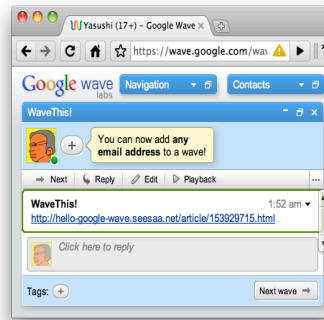 Yasushi (17+) - Google Wave
https://wave.google.com/wav
Google wave
labs
Navigation
Contacts
WaveThis!
You can now add any
email address to a wave!
Next
Reply
Edit
Playback
...
WaveThis!
1:52 am
http://hello-google-wave.seesaa.net/article/153929715.html
Click here to reply
Tags:
Next wave